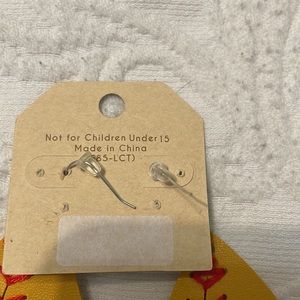 Not for Children Under 15
Made in China
65-LCT)